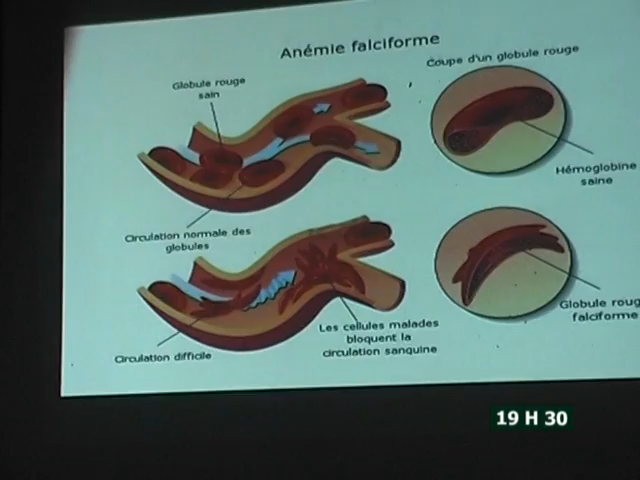 Anémie falciforme
Globule rouge
sain
Coupe d'un globule rouge
Hémoglobine
saine
Circulation normale des
globules
Globule roug
falciforme
Les cellules malades
bloquent la
circulation sanguine
Circulation difficile
19 H 30